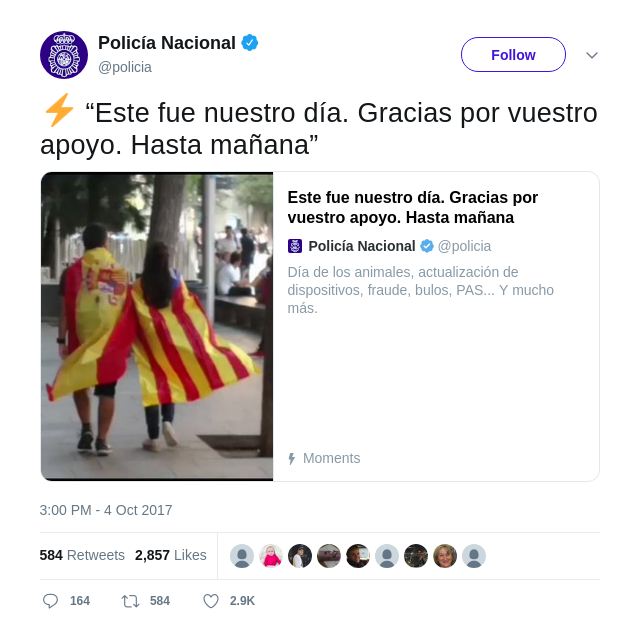 Policía Nacional
@policia
Follow
⚡ “Este fue nuestro día. Gracias por vuestro
apoyo. Hasta mañana”
Este fue nuestro día. Gracias por
vuestro apoyo. Hasta mañana
Policía Nacional @policia
Día de los animales, actualización de
dispositivos, fraude, bulos, PAS... Y mucho
más.
Moments
3:00 PM - 4 Oct 2017
584 Retweets 2,857 Likes
164 584 2.9K